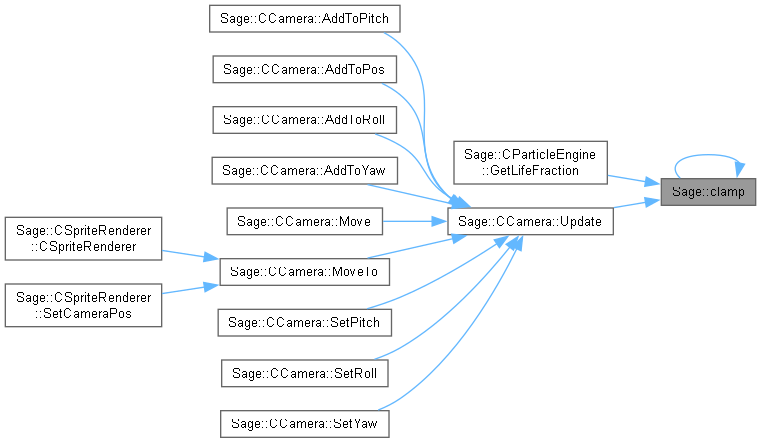 Sage::CCamera::AddToPitch
Sage::CCamera::AddToPos
Sage::CCamera::AddToRoll
Sage::CParticleEngine
::GetLifeFraction
Sage::CCamera::AddToYaw
Sage::clamp
Sage::CCamera::Move
Sage::CCamera::Update
Sage::CSpriteRenderer
::CSpriteRenderer
Sage::CCamera::MoveTo
Sage::CSpriteRenderer
::SetCameraPos
Sage::CCamera::SetPitch
Sage::CCamera::SetRoll
Sage::CCamera::SetYaw